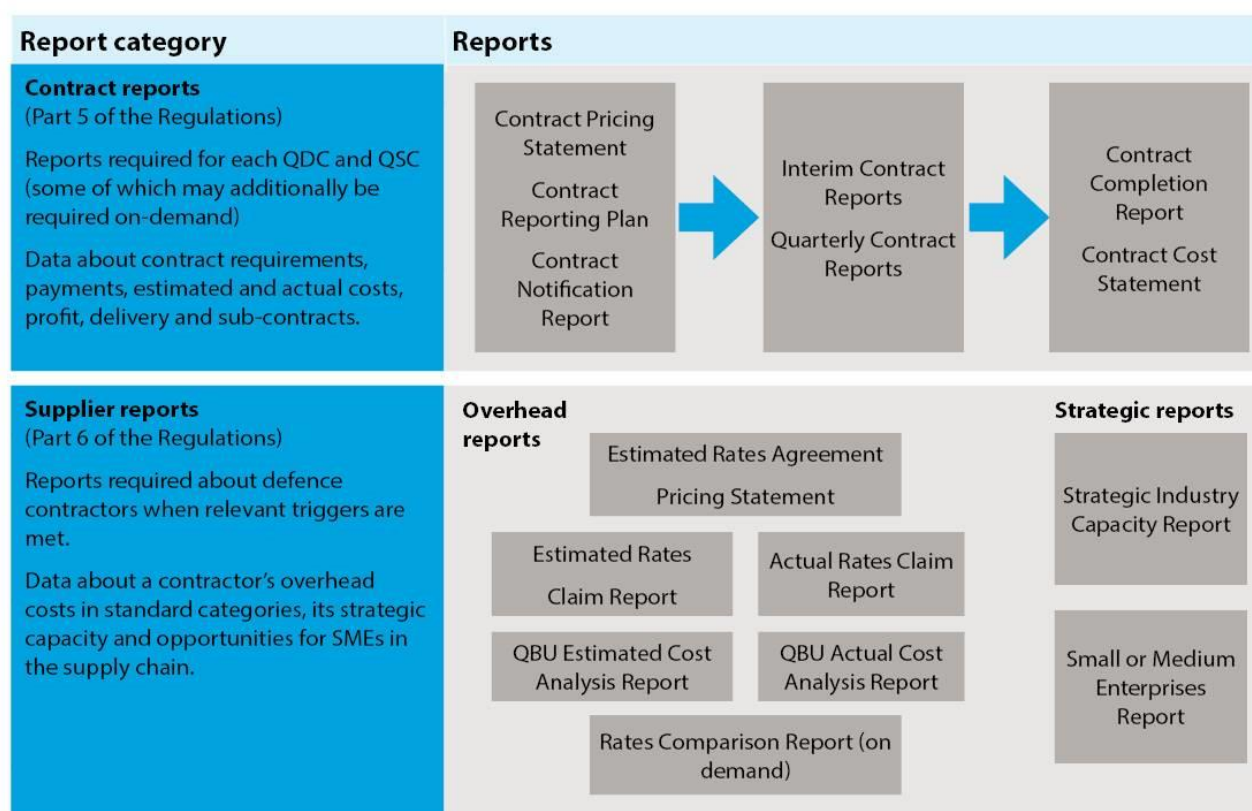 Report category
Reports
Contract reports
(Part 5 of the Regulations)
Reports required for each QDC and QSC
(some of which may additionally be
required on-demand)
Data about contract requirements,
payments, estimated and actual costs,
profit, delivery and sub-contracts.
Contract Pricing
Statement
Contract
Reporting Plan
Contract
Notification
Report
Interim Contract
Reports
Quarterly Contract
Reports
Contract
Completion
Report
Contract Cost
Statement
Supplier reports
(Part 6 of the Regulations)
Reports required about defence
contractors when relevant triggers are
met.
Data about a contractor’s overhead
costs in standard categories, its strategic
capacity and opportunities for SMEs in
the supply chain.
Overhead
reports
Estimated Rates Agreement
Pricing Statement
Estimated Rates
Claim Report
Actual Rates Claim
Report
QBU Estimated Cost
Analysis Report
QBU Actual Cost
Analysis Report
Rates Comparison Report (on
demand)
Strategic reports
Strategic Industry
Capacity Report
Small or Medium
Enterprises
Report